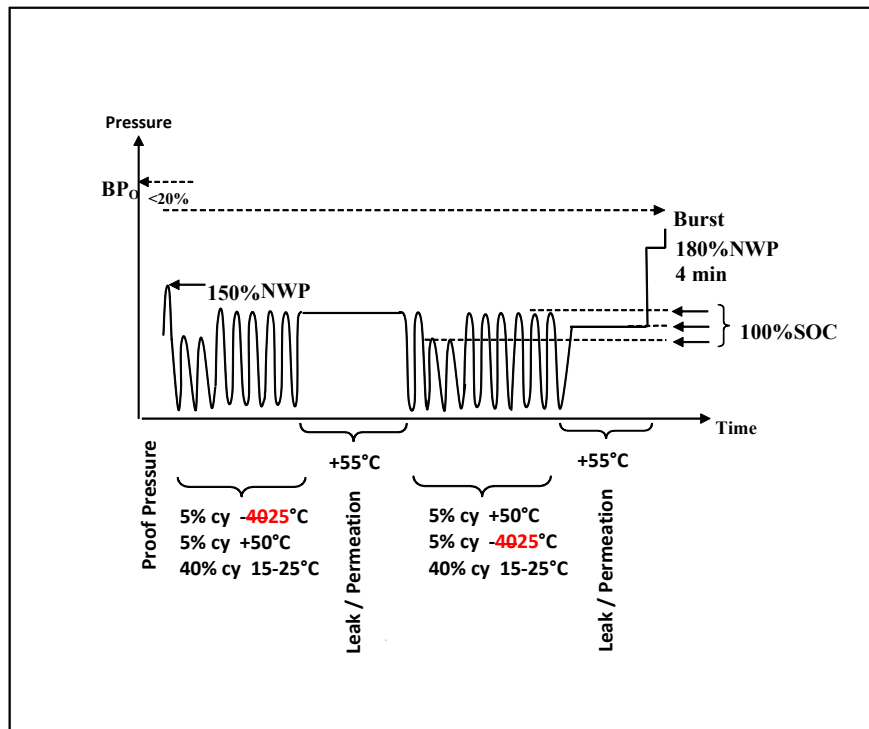 Pressure
BPO
<20%
Burst
180%NWP
4 min
150%NWP
100%SOC
Time
+55°C
+55°C
Proof Pressure
5% cy -4025°C
5% cy +50°C
40% cy 15-25°C
Leak / Permeation
5% cy +50°C
5% cy -4025°C
40% cy 15-25°C
Leak / Permeation